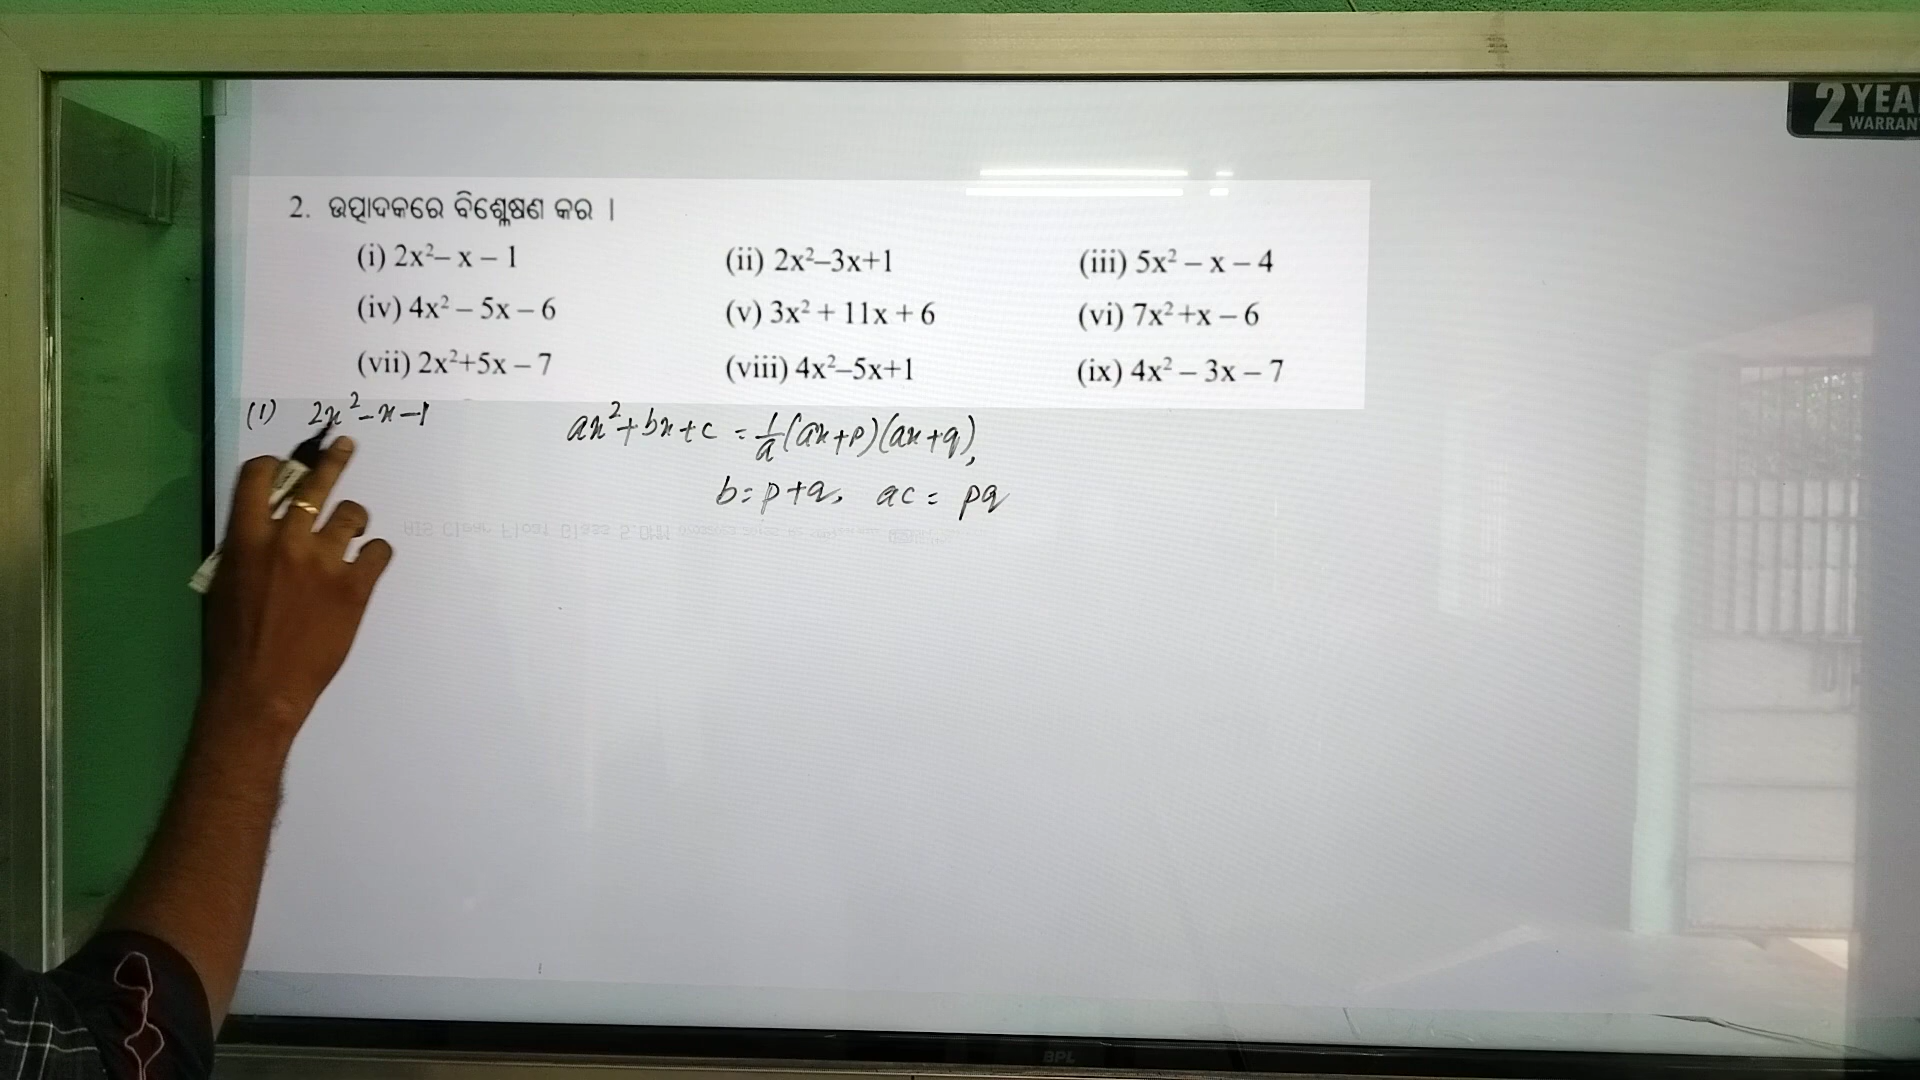 2 YEA
WARRAN
2. ଉତ୍ପାଦକରେ ବିଶ୍ଳେଷଣ କର ।
(i) 2x²– x – 1 (ii) 2x²–3x+1 (iii) 5x² – x – 4
(iv) 4x² – 5x – 6 (v) 3x² + 11x + 6 (vi) 7x²+x – 6
(vii) 2x²+5x – 7 (viii) 4x²–5x+1 (ix) 4x² – 3x – 7
(1) 2x²-x-1 ax²+bx+c = 1/a(ax+p)(ax+q),
b=p+q, ac = pq
BPL